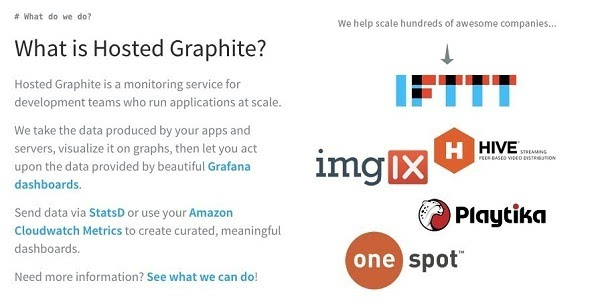 # What do we do?
What is Hosted Graphite?
Hosted Graphite is a monitoring service for
development teams who run applications at scale.
We take the data produced by your apps and
servers, visualize it on graphs, then let you act
upon the data provided by beautiful Grafana
dashboards.
Send data via StatsD or use your Amazon
Cloudwatch Metrics to create curated, meaningful
dashboards.
Need more information? See what we can do!
We help scale hundreds of awesome companies...
IFTTT
imgIX
H HIVE STREAMING
PEER-BASED VIDEO DISTRIBUTION
Playtika
one spot™